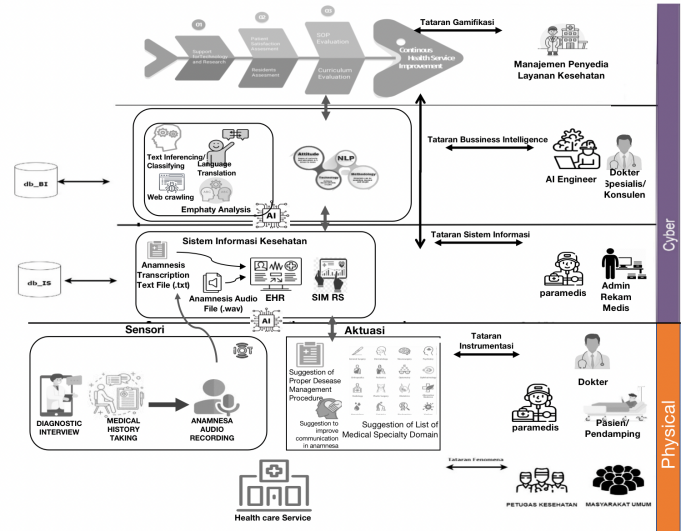 01
02
03
Support
for Technology
and Research
Patient
Satisfaction
Assessment
Residents
Assessment
SOP
Evaluation
Curriculum
Evaluation
Continous
Health Service
Improvement
Tataran Gamifikasi
Manajemen Penyedia
Layanan Kesehatan
Cyber
db_BI
Text Inferencing/
Classifying
Language
Translation
Web crawling
Emphaty Analysis
AI
Attitude
NLP
Methodology
Tataran Bussiness Intelligence
AI Engineer
Dokter
Spesialis/
Konsulen
db_IS
Sistem Informasi Kesehatan
Anamnesis
Transcription
Text File (.txt)
Anamnesis Audio
File (.wav)
EHR
SIM RS
AI
Tataran Sistem Informasi
paramedis
Admin
Rekam
Medis
Sensori
IOT
DIAGNOSTIC
INTERVIEW
MEDICAL
HISTORY
TAKING
ANAMNESA
AUDIO
RECORDING
Aktuasi
Suggestion of
Proper Desease
Management
Procedure
Suggestion to
improve
communication
in anamnesa
Suggestion of List of
Medical Specialty Domain
Tataran
Instrumentasi
Dokter
paramedis
Pasien/
Pendamping
Physical
Health care Service
Tataran Fenomena
PETUGAS KESEHATAN
MASYARAKAT UMUM